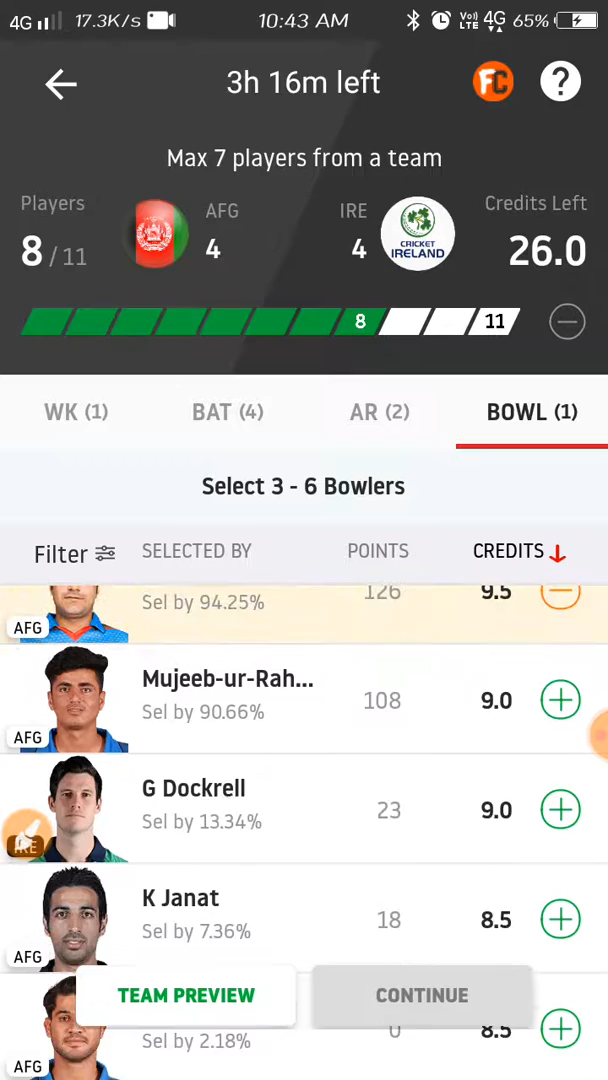 4G 17.3K/s 10:43 AM VoLTE 4G 65%
3h 16m left FC ?
Max 7 players from a team
Players AFG IRE Credits Left
8 / 11 4 4 CRICKET IRELAND 26.0
8 11
WK (1) BAT (4) AR (2) BOWL (1)
Select 3 - 6 Bowlers
Filter SELECTED BY POINTS CREDITS
AFG Sel by 94.25% 126 9.5
Mujeeb-ur-Rah...
Sel by 90.66% 108 9.0
AFG
G Dockrell
Sel by 13.34% 23 9.0
IRE
K Janat
Sel by 7.36% 18 8.5
AFG
TEAM PREVIEW CONTINUE
Sel by 2.18% 0 8.5
AFG